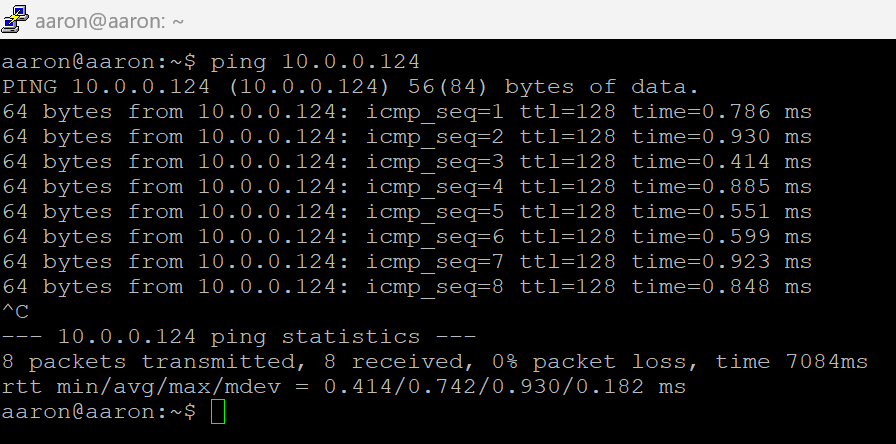 aaron@aaron: ~
aaron@aaron:~$ ping 10.0.0.124
PING 10.0.0.124 (10.0.0.124) 56(84) bytes of data.
64 bytes from 10.0.0.124: icmp_seq=1 ttl=128 time=0.786 ms
64 bytes from 10.0.0.124: icmp_seq=2 ttl=128 time=0.930 ms
64 bytes from 10.0.0.124: icmp_seq=3 ttl=128 time=0.414 ms
64 bytes from 10.0.0.124: icmp_seq=4 ttl=128 time=0.885 ms
64 bytes from 10.0.0.124: icmp_seq=5 ttl=128 time=0.551 ms
64 bytes from 10.0.0.124: icmp_seq=6 ttl=128 time=0.599 ms
64 bytes from 10.0.0.124: icmp_seq=7 ttl=128 time=0.923 ms
64 bytes from 10.0.0.124: icmp_seq=8 ttl=128 time=0.848 ms
^C
--- 10.0.0.124 ping statistics ---
8 packets transmitted, 8 received, 0% packet loss, time 7084ms
rtt min/avg/max/mdev = 0.414/0.742/0.930/0.182 ms
aaron@aaron:~$